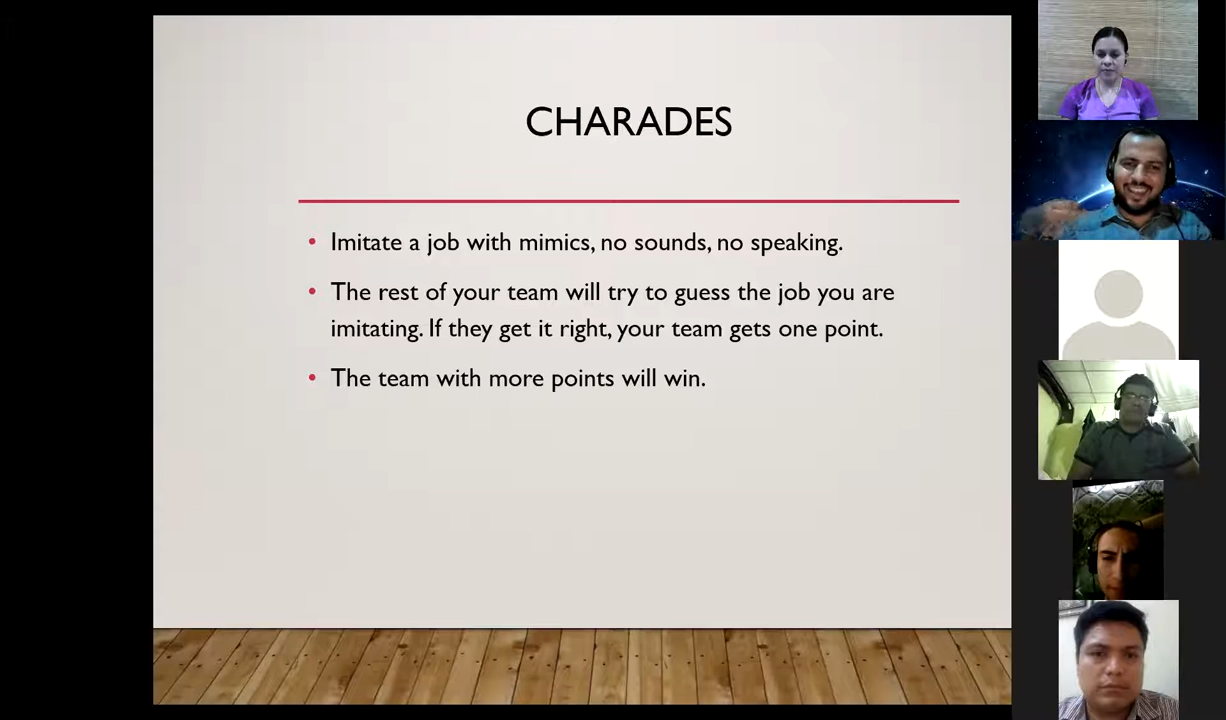 CHARADES
• Imitate a job with mimics, no sounds, no speaking.
• The rest of your team will try to guess the job you are
imitating. If they get it right, your team gets one point.
• The team with more points will win.